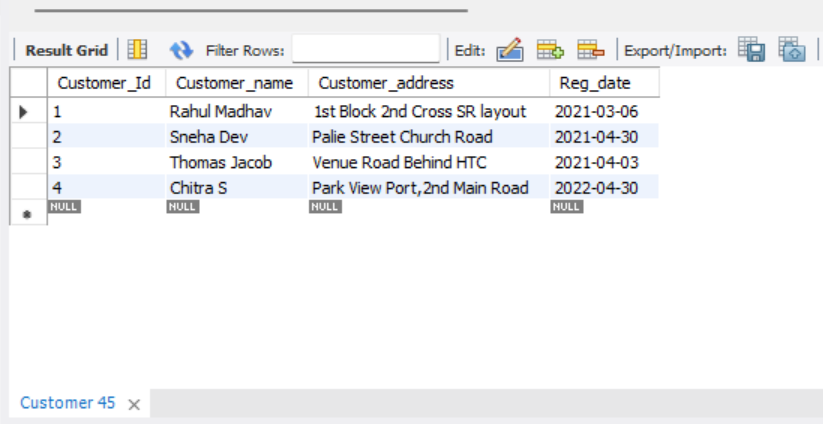 Result Grid Filter Rows: Edit: Export/Import:
Customer_Id Customer_name Customer_address Reg_date
1 Rahul Madhav 1st Block 2nd Cross SR layout 2021-03-06
2 Sneha Dev Palie Street Church Road 2021-04-30
3 Thomas Jacob Venue Road Behind HTC 2021-04-03
4 Chitra S Park View Port,2nd Main Road 2022-04-30
NULL NULL NULL NULL
Customer 45